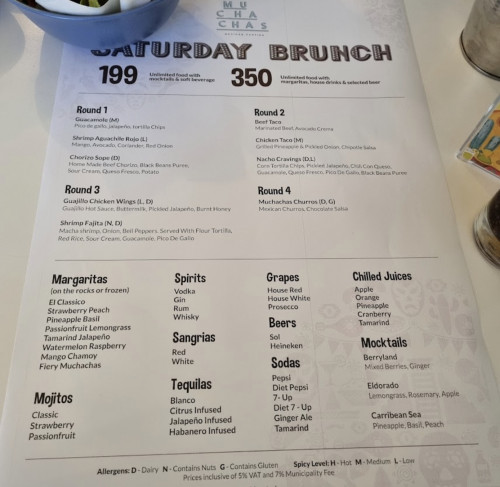 MU
CHA
CHAS
SATURDAY BRUNCH
199 Unlimited food with mocktails & soft beverage
350 Unlimited food with margaritas, house drinks & selected beer
Round 1
Guacamole (M)
Pico de gallo, jalapeño, tortilla Chips
Shrimp Aguachile Rojo (L)
Mango, Avocado, Coriander, Red Onion
Chorizo Sope (D)
Home Made Beef Chorizo, Black Beans Puree,
Sour Cream, Queso Fresco, Potato
Round 2
Beef Taco
Marinated Beef, Avocado Crema
Chicken Taco (M)
Grilled Pineapple & Pickled Onion, Chipotle Salsa
Nacho Cravings (D,L)
Corn Tortilla Chips, Pickled Jalapeño, Chili Con Queso,
Guacamole, Queso Fresco, Pico De Gallo, Black Beans Puree
Round 3
Guajillo Chicken Wings (L, D)
Guajillo Hot Sauce, Buttermilk, Pickled Jalapeño, Burnt Honey
Shrimp Fajita (N, D)
Macha shrimp, Onion, Bell Peppers. Served With Flour Tortilla,
Red Rice, Sour Cream, Guacamole, Pico De Gallo
Round 4
Muchachas Churros (D, G)
Mexican Churros, Chocolate Salsa
Margaritas
(on the rocks or frozen)
El Classico
Strawberry Peach
Pineapple Basil
Passionfruit Lemongrass
Tamarind Jalapeño
Watermelon Raspberry
Mango Chamoy
Fiery Muchachas
Mojitos
Classic
Strawberry
Passionfruit
Spirits
Vodka
Gin
Rum
Whisky
Sangrias
Red
White
Tequilas
Blanco
Citrus Infused
Jalapeño Infused
Habanero Infused
Grapes
House Red
House White
Prosecco
Beers
Sol
Heineken
Sodas
Pepsi
Diet Pepsi
7- Up
Diet 7 - Up
Ginger Ale
Tamarind
Chilled Juices
Apple
Orange
Pineapple
Cranberry
Tamarind
Mocktails
Berryland
Mixed Berries, Ginger
Eldorado
Lemongrass, Rosemary, Apple
Carribean Sea
Pineapple, Basil, Peach
Allergens: D - Dairy N - Contains Nuts G - Contains Gluten Spicy Level: H - Hot M - Medium L - Low
Prices inclusive of 5% VAT and 7% Municipality Fee